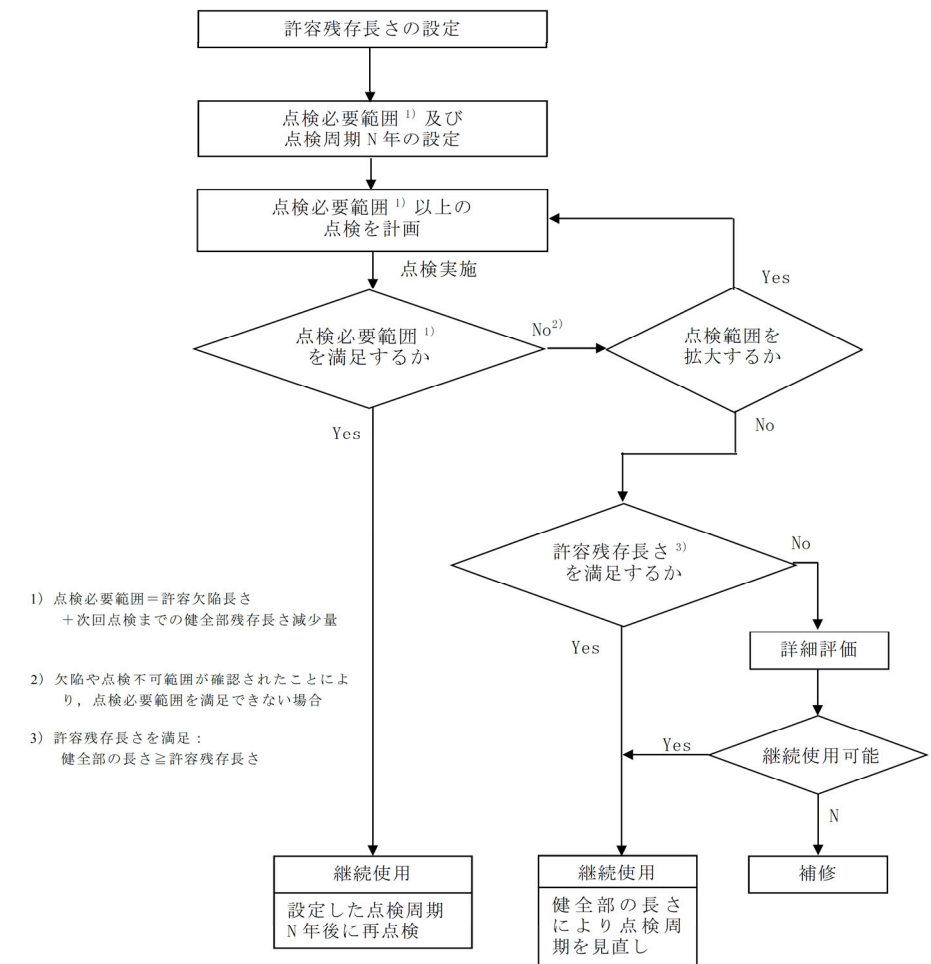 許容残存長さの設定
点検必要範囲 1) 及び
点検周期 N 年の設定
点検必要範囲 1) 以上の
点検を計画
点検実施
Yes
点検必要範囲 1)
を満足するか
No2)
点検範囲を
拡大するか
Yes
No
許容残存長さ 3)
を満足するか
No
1) 点検必要範囲＝許容欠陥長さ
＋次回点検までの健全部残存長さ減少量
Yes
詳細評価
2) 欠陥や点検不可範囲が確認されたことによ
り，点検必要範囲を満足できない場合
3) 許容残存長さを満足：
健全部の長さ≧許容残存長さ
Yes
継続使用可能
N
継続使用
設定した点検周期
N 年後に再点検
継続使用
健全部の長さ
により点検周
期を見直し
補修